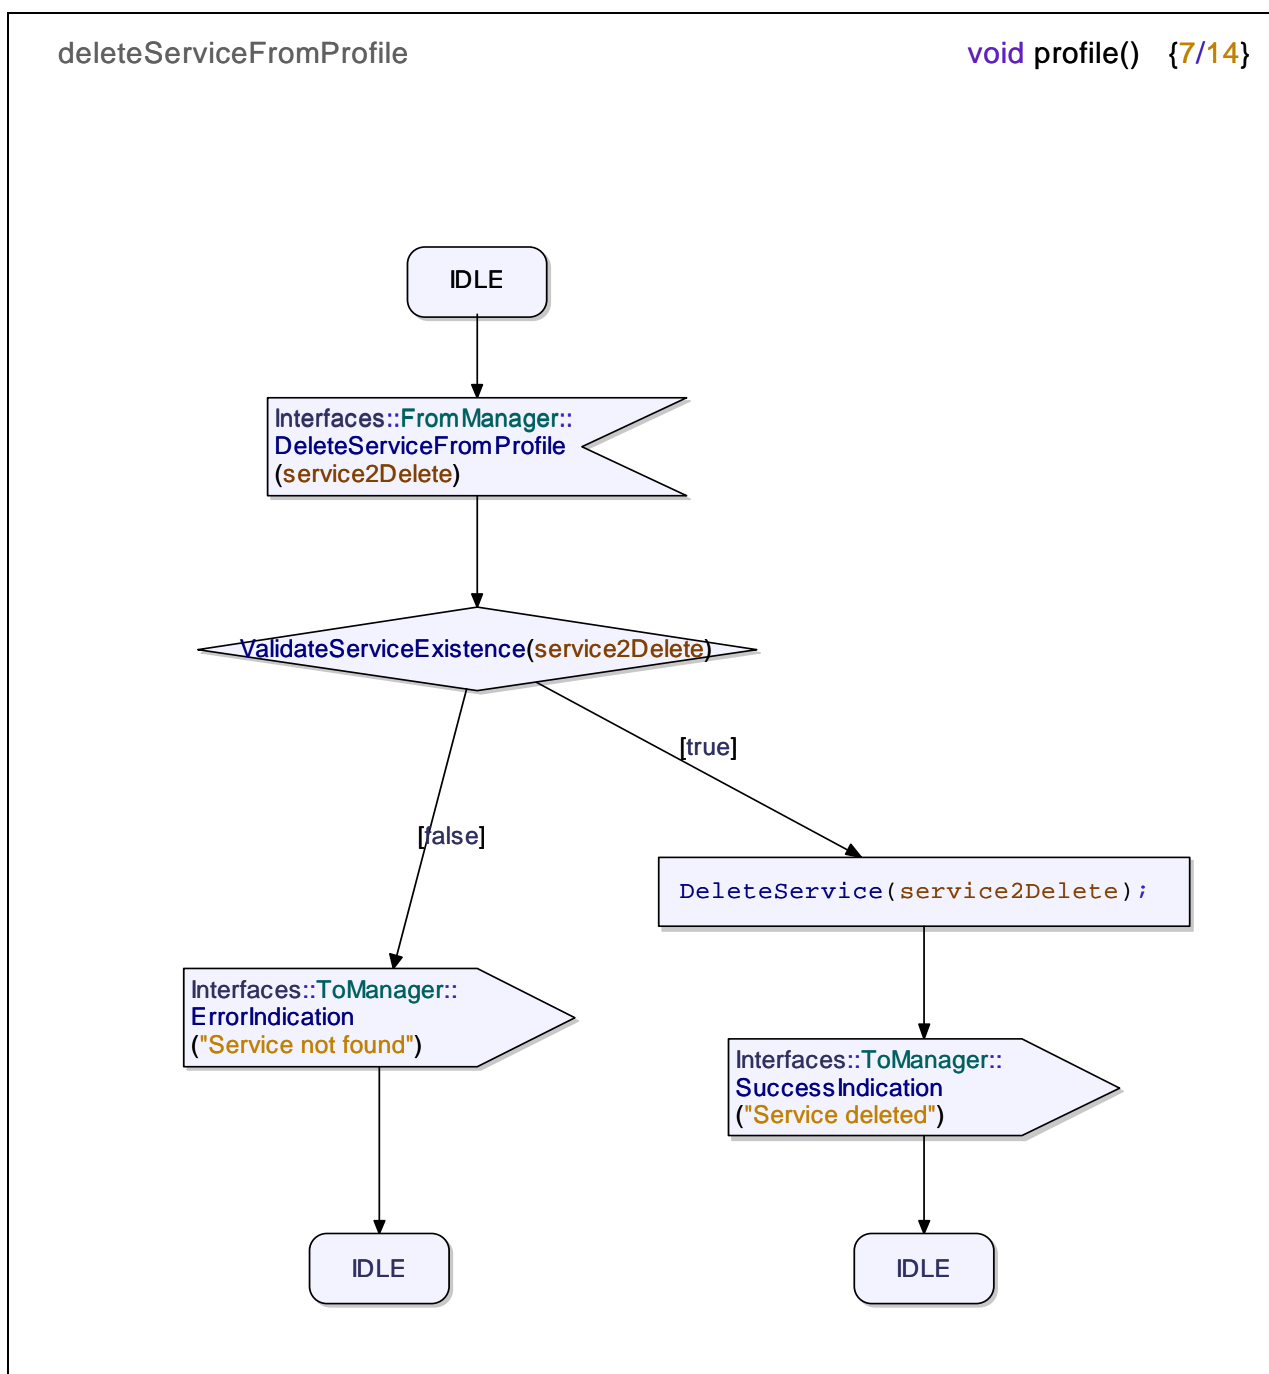 deleteServiceFromProfile
void profile() {7/14}
IDLE
Interfaces::FromManager::
DeleteServiceFromProfile
(service2Delete)
ValidateServiceExistence(service2Delete)
[true]
[false]
DeleteService(service2Delete);
Interfaces::ToManager::
ErrorIndication
("Service not found")
Interfaces::ToManager::
SuccessIndication
("Service deleted")
IDLE
IDLE